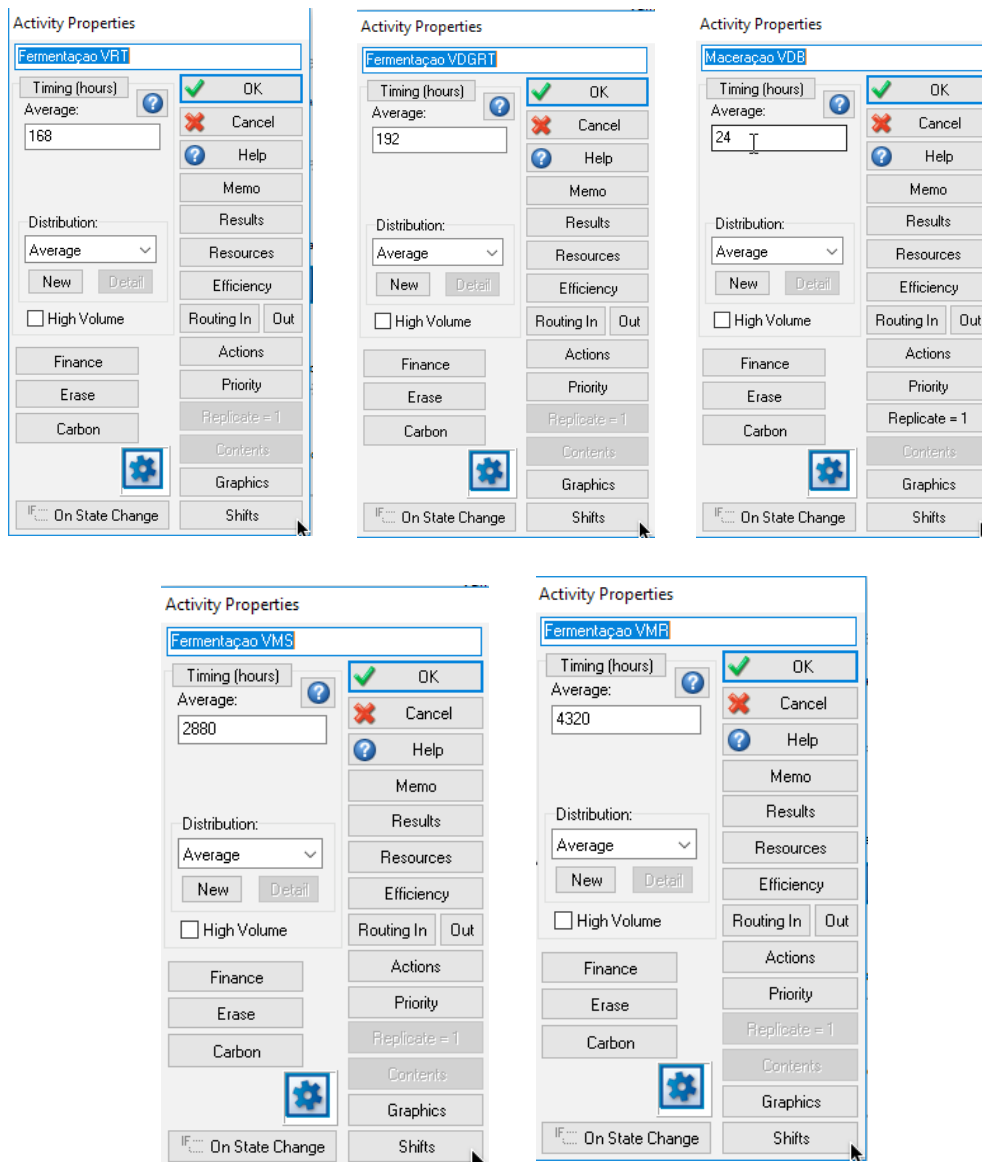 Activity Properties
Fermentaçao VRT
Timing (hours)
Average:
168
Distribution:
Average
New
Detail
High Volume
Finance
Erase
Carbon
IF
On State Change
OK
Cancel
Help
Memo
Results
Resources
Efficiency
Routing In
Out
Actions
Priority
Replicate = 1
Contents
Graphics
Shifts
Activity Properties
Fermentaçao VDGRT
Timing (hours)
Average:
192
Distribution:
Average
New
Detail
High Volume
Finance
Erase
Carbon
IF
On State Change
OK
Cancel
Help
Memo
Results
Resources
Efficiency
Routing In
Out
Actions
Priority
Replicate = 1
Contents
Graphics
Shifts
Activity Properties
Maceraçao VDB
Timing (hours)
Average:
24
Distribution:
Average
New
Detail
High Volume
Finance
Erase
Carbon
IF
On State Change
OK
Cancel
Help
Memo
Results
Resources
Efficiency
Routing In
Out
Actions
Priority
Replicate = 1
Contents
Graphics
Shifts
Activity Properties
Fermentaçao VMS
Timing (hours)
Average:
2880
Distribution:
Average
New
Detail
High Volume
Finance
Erase
Carbon
IF
On State Change
OK
Cancel
Help
Memo
Results
Resources
Efficiency
Routing In
Out
Actions
Priority
Replicate = 1
Contents
Graphics
Shifts
Activity Properties
Fermentaçao VMR
Timing (hours)
Average:
4320
Distribution:
Average
New
Detail
High Volume
Finance
Erase
Carbon
IF
On State Change
OK
Cancel
Help
Memo
Results
Resources
Efficiency
Routing In
Out
Actions
Priority
Replicate = 1
Contents
Graphics
Shifts